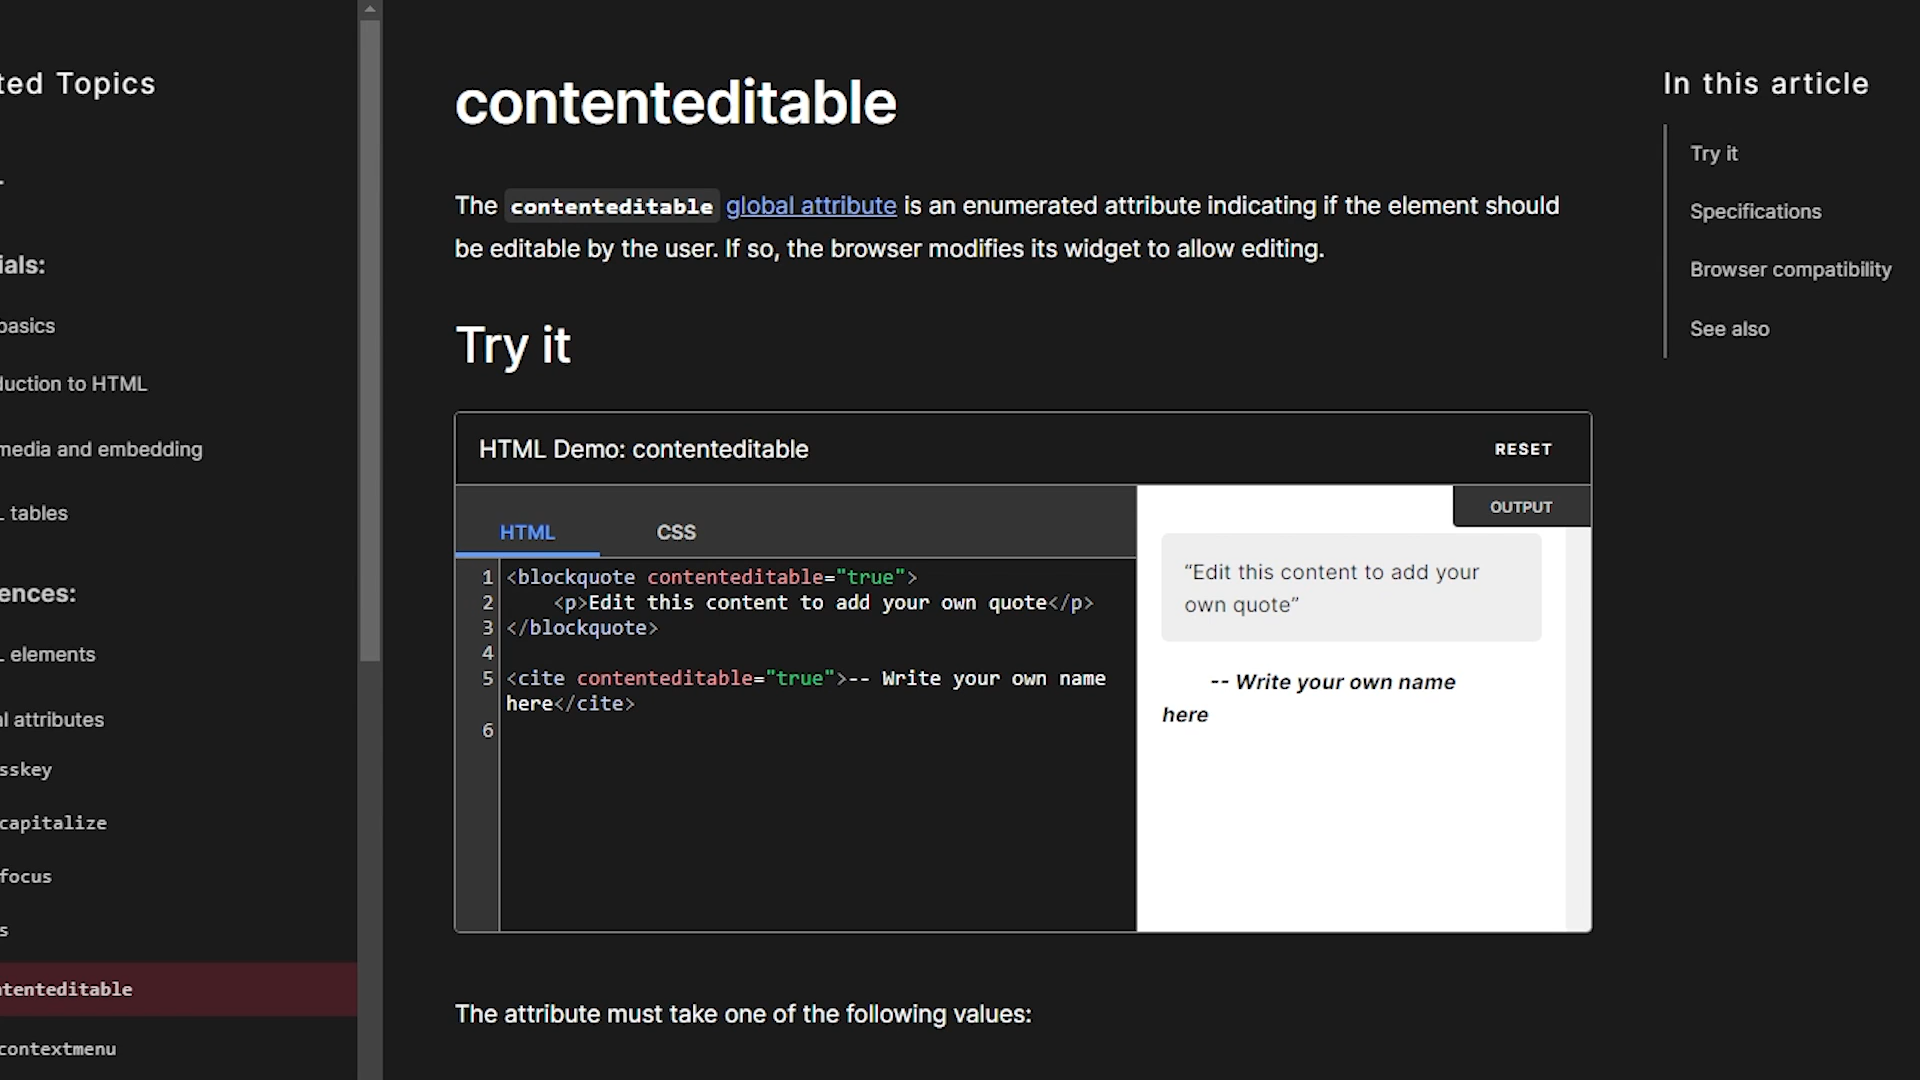 ted Topics
ials:
basics
duction to HTML
media and embedding
L tables
ences:
L elements
al attributes
sskey
capitalize
focus
s
ntenteditable
contextmenu
contenteditable
The contenteditable global attribute is an enumerated attribute indicating if the element should
be editable by the user. If so, the browser modifies its widget to allow editing.
Try it
HTML Demo: contenteditable
RESET
HTML CSS
1 <blockquote contenteditable="true">
2 <p>Edit this content to add your own quote</p>
3 </blockquote>
4
5 <cite contenteditable="true">-- Write your own name
here</cite>
6
OUTPUT
“Edit this content to add your
own quote”
-- Write your own name
here
The attribute must take one of the following values:
In this article
Try it
Specifications
Browser compatibility
See also